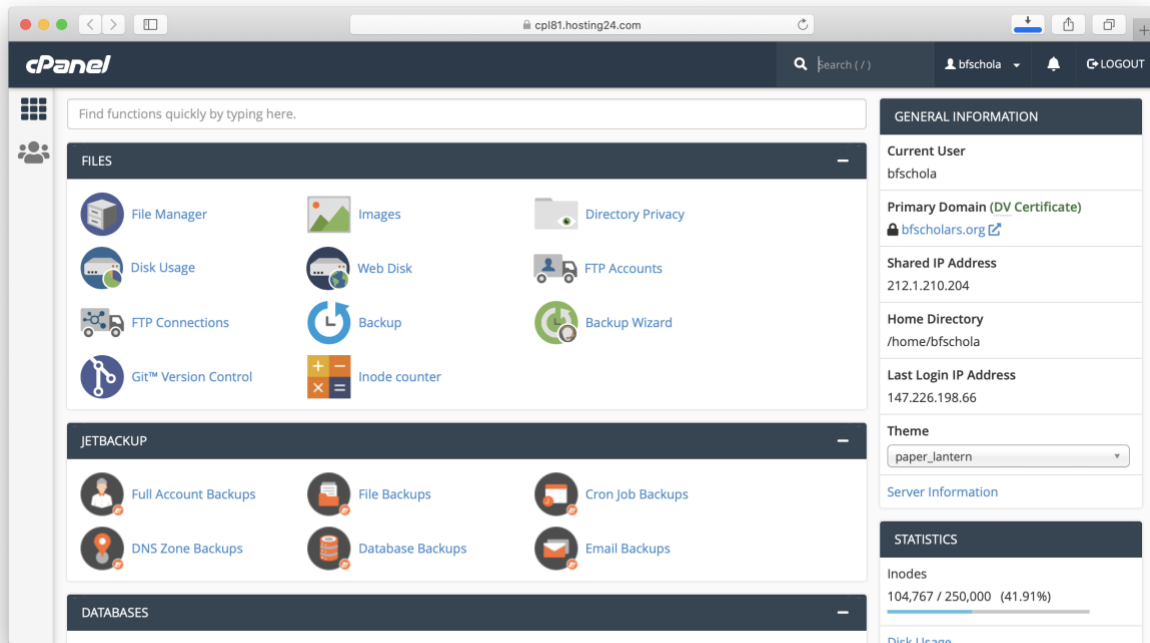 cpl81.hosting24.com
cPanel
Search ( / )
bfschola
LOGOUT
Find functions quickly by typing here.
FILES
File Manager
Images
Directory Privacy
Disk Usage
Web Disk
FTP Accounts
FTP Connections
Backup
Backup Wizard
Git™ Version Control
Inode counter
JETBACKUP
Full Account Backups
File Backups
Cron Job Backups
DNS Zone Backups
Database Backups
Email Backups
DATABASES
GENERAL INFORMATION
Current User
bfschola
Primary Domain (DV Certificate)
bfscholars.org
Shared IP Address
212.1.210.204
Home Directory
/home/bfschola
Last Login IP Address
147.226.198.66
Theme
paper_lantern
Server Information
STATISTICS
Inodes
104,767 / 250,000 (41.91%)
Disk Usage